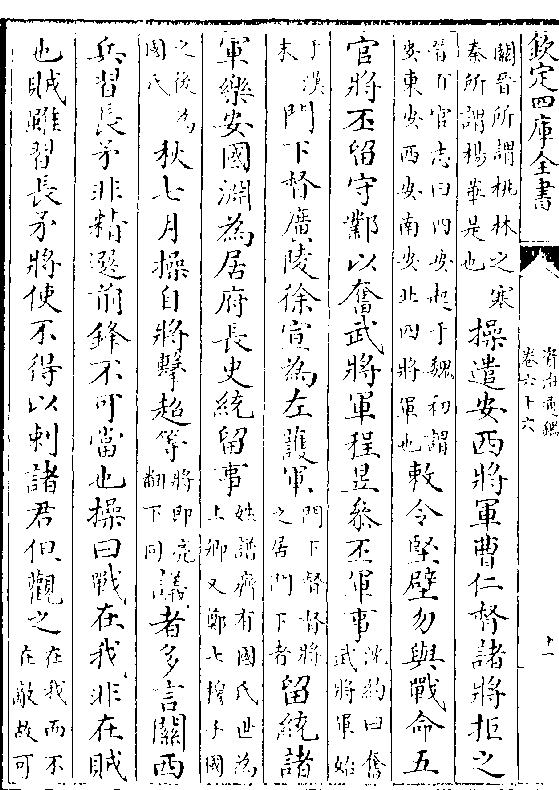 欽定四庫全書
資治通鑑
卷六十六
十一
關晉所謂桃林之塞
秦所謂楊華是也
操遣安西將軍曹仁督諸將拒之
晉百官志曰四安起于魏初謂
安東安西安南安北四將軍也
敕令堅壁勿與戰命五
官將丕留守鄴以奮武將軍程昱參丕軍事
沈約曰奮
武將軍始
于漢
末
門下督廣陵徐宣為左護軍
門下督督將
之居門下者
留統諸
軍樂安國淵為居府長史統留事
姓譜齊有國氏世為
上卿又鄭七穆子國
之後為
國氏
秋七月操自將擊超等
將即亮
翻下同
議者多言關西
兵習長矛非精選前鋒不可當也操曰戰在我非在賊
也賊雖習長矛將使不得以刺諸君但觀之
在我而不
在敵故可